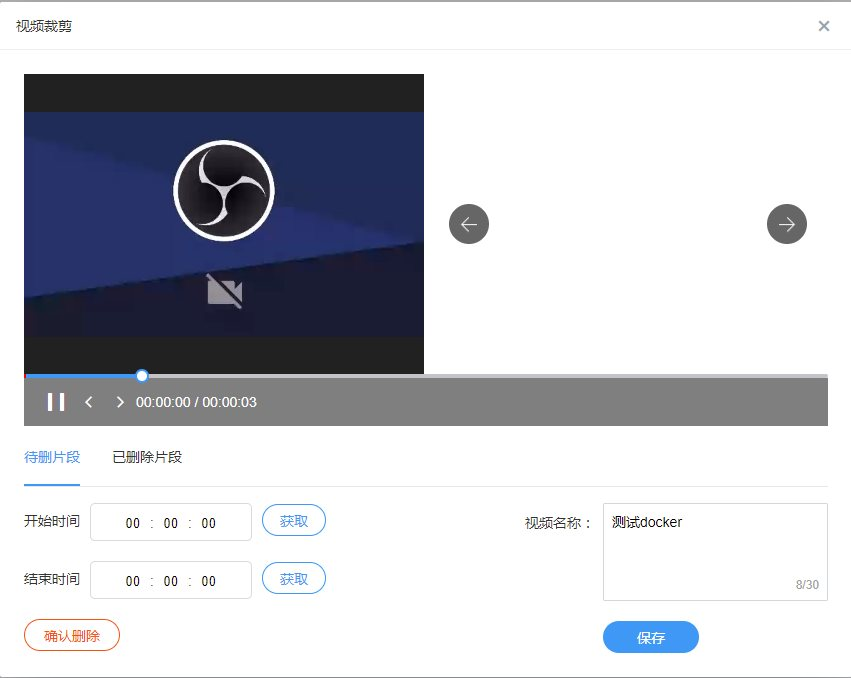 视频裁剪
00:00:00 / 00:00:03
待删片段 已删除片段
开始时间 00 : 00 : 00 获取 视频名称： 测试docker
8/30
结束时间 00 : 00 : 00 获取
确认删除 保存